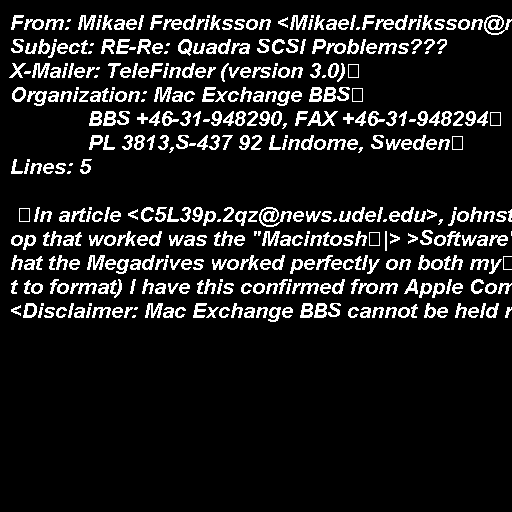 From: Mikael Fredriksson <Mikael.Fredriksson@n
Subject: RE-Re: Quadra SCSI Problems???
X-Mailer: TeleFinder (version 3.0)
Organization: Mac Exchange BBS
BBS +46-31-948290, FAX +46-31-948294
PL 3813,S-437 92 Lindome, Sweden
Lines: 5
In article <C5L39p.2qz@news.udel.edu>, johnst
op that worked was the "Macintosh|> >Software"
hat the Megadrives worked perfectly on both my
t to format) I have this confirmed from Apple Com
<Disclaimer: Mac Exchange BBS cannot be held r